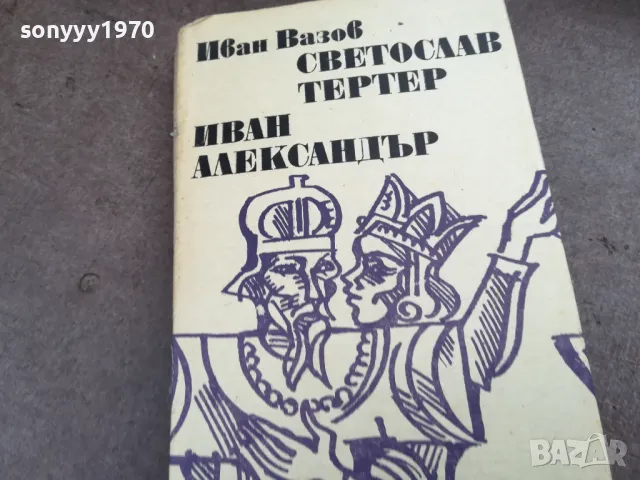 sonyyy1970
Иван Вазов
СВЕТОСЛАВ
ТЕРТЕР
ИВАН
АЛЕКСАНДЪР
BAZAR